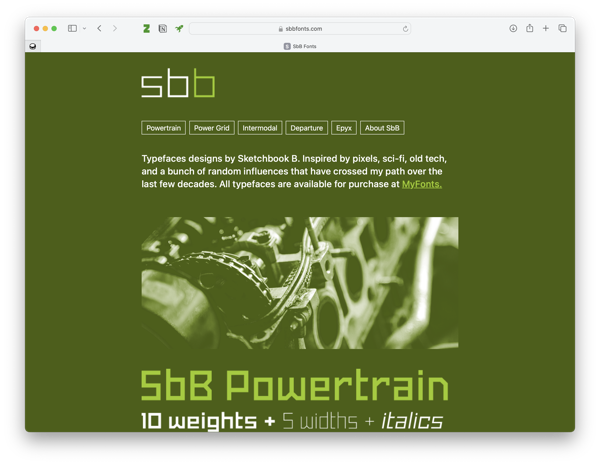 sbbfonts.com
SbB Fonts
sbb
Powertrain
Power Grid
Intermodal
Departure
Epyx
About SbB
Typefaces designs by Sketchbook B. Inspired by pixels, sci-fi, old tech,
and a bunch of random influences that have crossed my path over the
last few decades. All typefaces are available for purchase at MyFonts.
SbB Powertrain
10 weights + 5 widths + italics